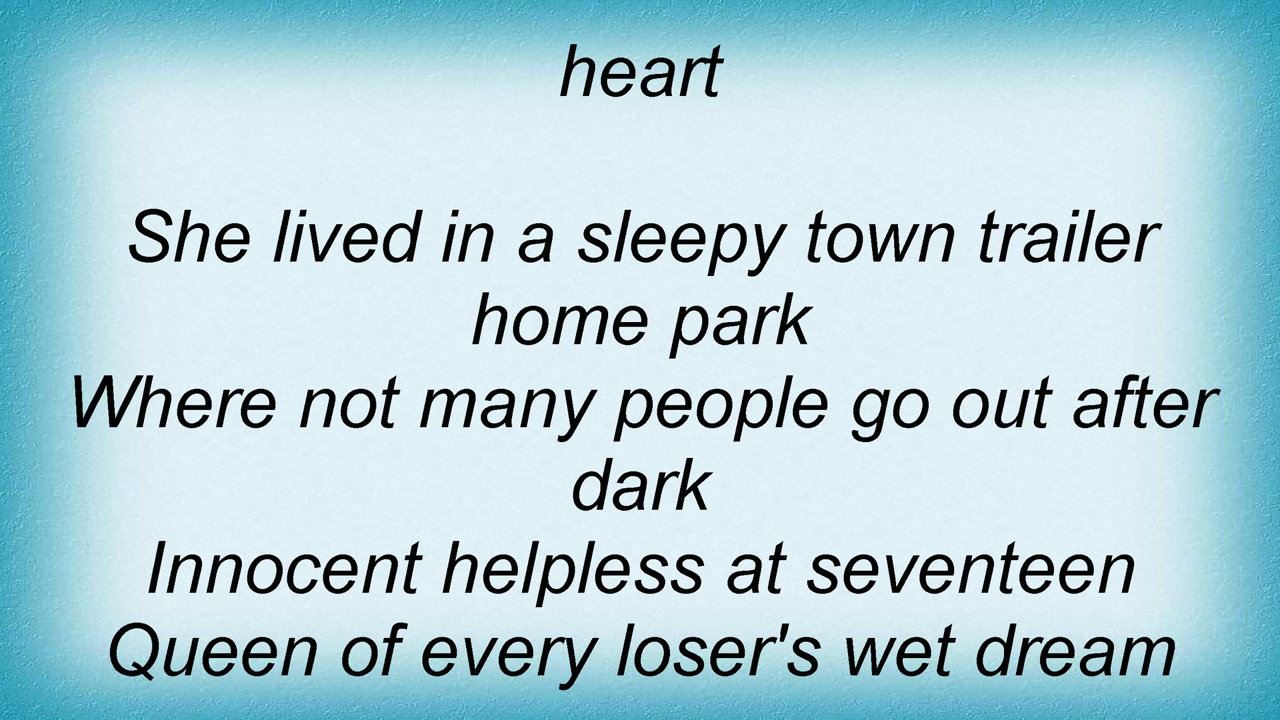 heart
She lived in a sleepy town trailer
home park
Where not many people go out after
dark
Innocent helpless at seventeen
Queen of every loser's wet dream